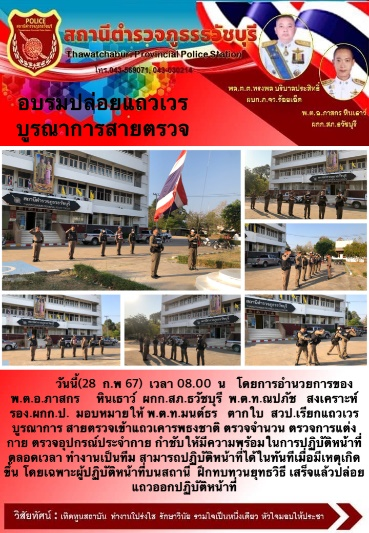 POLICE
สถานีตำรวจภูธรธวัชบุรี
Thawatchaburi Provincial Police Station
โทร.043-569071, 043-600214
พล.ต.ต.ทรงพล บริบาลประสิทธิ์
ผบก.ภ.จว.ร้อยเอ็ด
พ.ต.อ.ภาสกร หินเธาว์
ผกก.สภ.ธวัชบุรี
อบรมปล่อยแถวเวร
บูรณาการสายตรวจ
สถานีตำรวจภูธรธวัชบุรี
วันนี้(28 ก.พ 67) เวลา 08.00 น โดยการอำนวยการของ
พ.ต.อ.ภาสกร หินเธาว์ ผกก.สภ.ธวัชบุรี พ.ต.ท.ณปภัช สงเคราะห์
รอง.ผกก.ป. มอบหมายให้ พ.ต.ท.มนต์ธร ตากใบ สวป.เรียกแถวเวร
บูรณาการ สายตรวจเข้าแถวเคารพธงชาติ ตรวจจำนวน ตรวจการแต่ง
กาย ตรวจอุปกรณ์ประจำกาย กำชับให้มีความพร้อมในการปฏิบัติหน้าที่
ตลอดเวลา ทำงานเป็นทีม สามารถปฏิบัติหน้าที่ได้ในทันทีเมื่อมีเหตุเกิด
ขึ้น โดยเฉพาะผู้ปฏิบัติหน้าที่บนสถานี ฝึกทบทวนยุทธวิธี เสร็จแล้วปล่อย
แถวออกปฏิบัติหน้าที่
วิสัยทัศน์ : เทิดทูนสถาบัน ทำงานโปร่งใส รักษาวินัย รวมใจเป็นหนึ่งเดียว หัวใจมอบให้ประชา